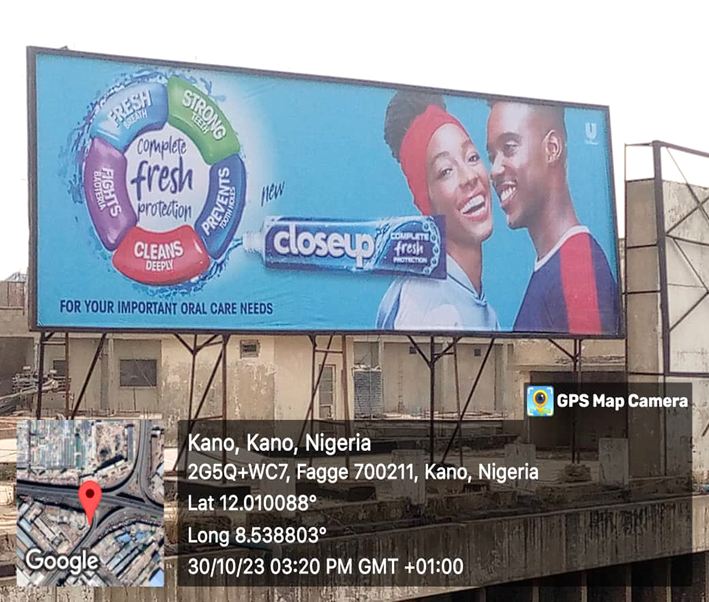 FRESH
BREATH
STRONG
TEETH
FIGHTS
BACTERIA
complete
fresh
protection
PREVENTS
TOOTH HOLES
CLEANS
DEEPLY
new
closeup
COMPLETE
fresh
PROTECTION
U
Unilever
FOR YOUR IMPORTANT ORAL CARE NEEDS
GPS Map Camera
Kano, Kano, Nigeria
2G5Q+WC7, Fagge 700211, Kano, Nigeria
Lat 12.010088°
Long 8.538803°
30/10/23 03:20 PM GMT +01:00
Google